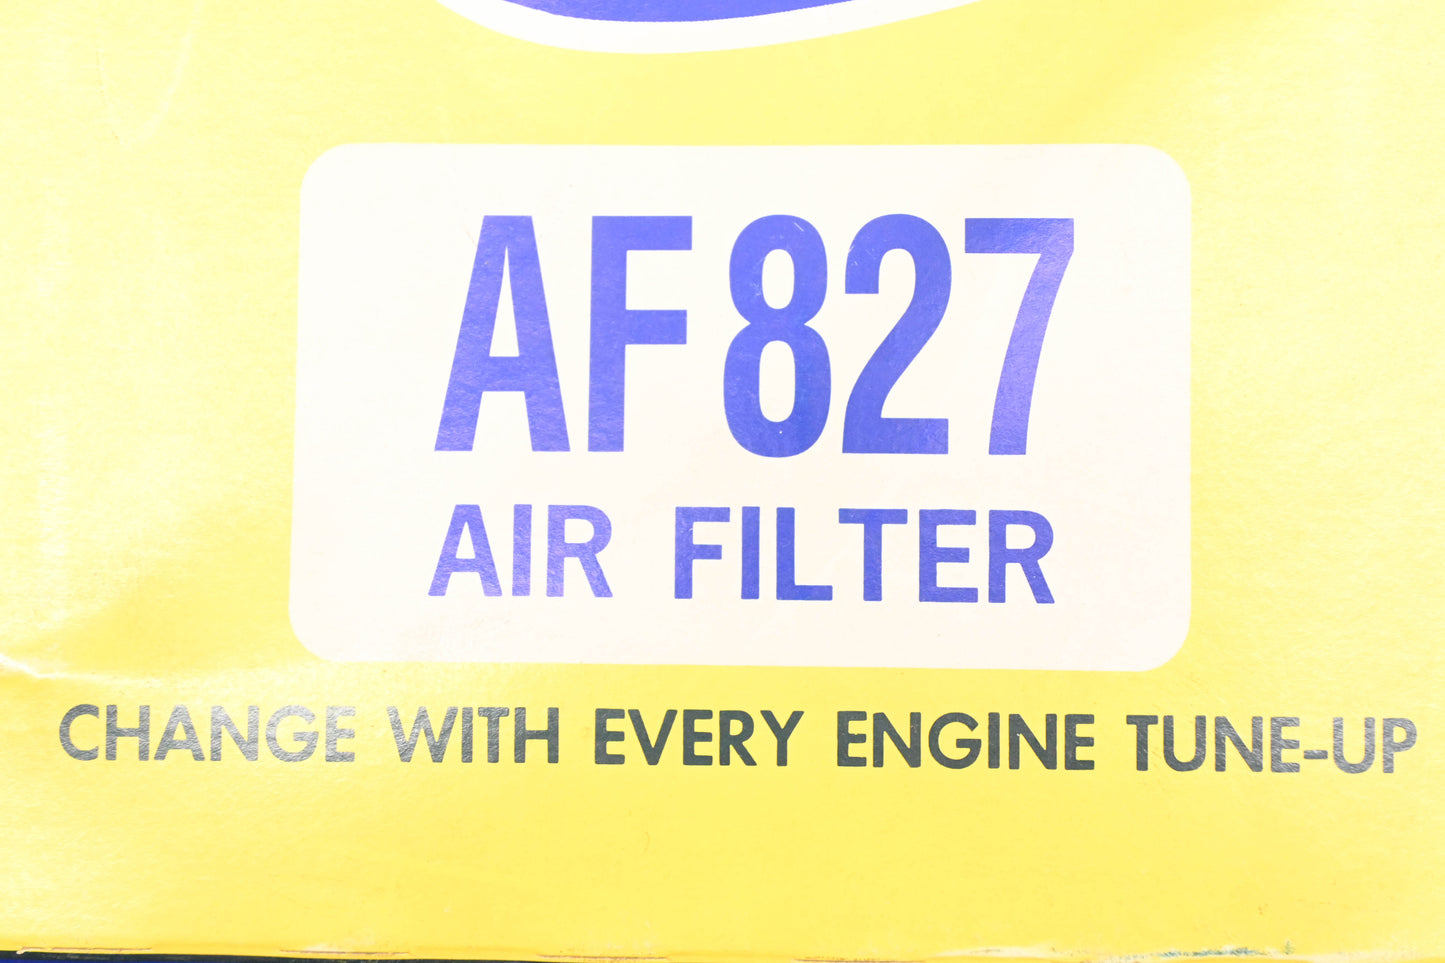 AF827
AIR FILTER
CHANGE WITH EVERY ENGINE TUNE-UP